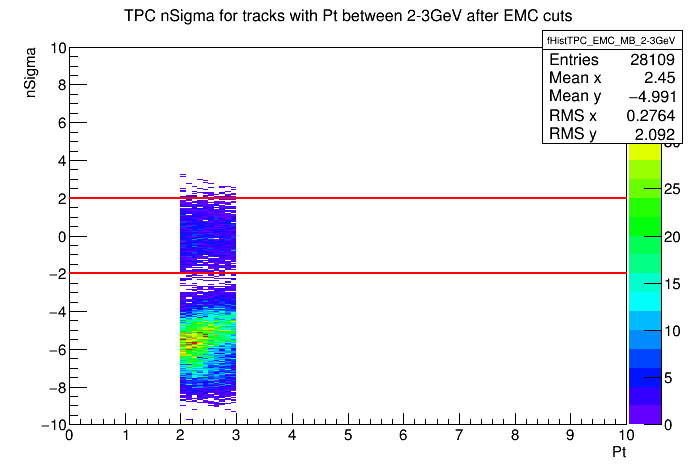 TPC nSigma for tracks with Pt between 2-3GeV after EMC cuts
fHistTPC_EMC_MB_2-3GeV
Entries 28109
Mean x 2.45
Mean y −4.991
RMS x 0.2764
RMS y 2.092
nSigma
10
8
6
4
2
0
−2
−4
−6
−8
−10
0 1 2 3 4 5 6 7 8 9 10
Pt
30
25
20
15
10
5
0